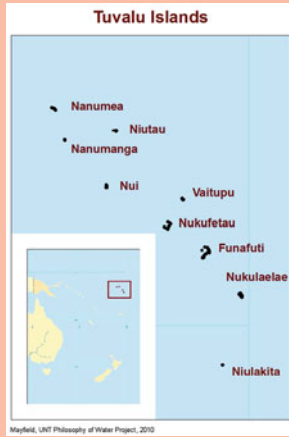 Tuvalu Islands
Nanumea
Niutau
Nanumanga
Nui
Vaitupu
Nukufetau
Funafuti
Nukulaelae
Niulakita
Mayfield, UNT Philosophy of Water Project, 2010